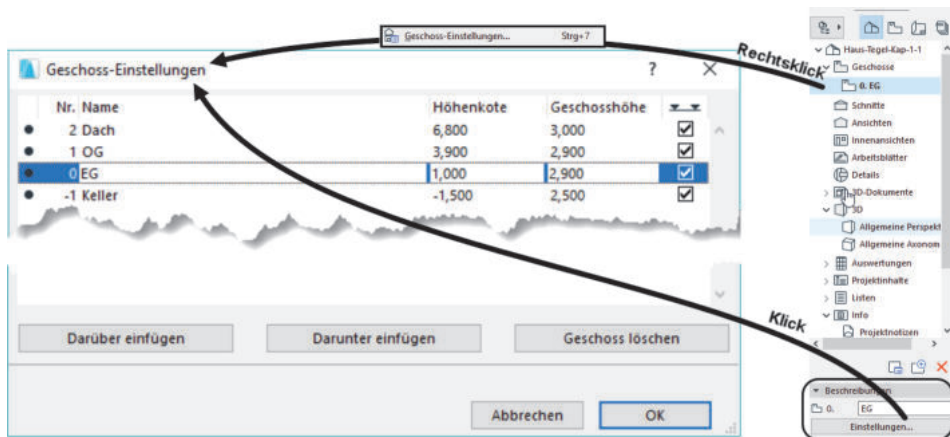 Geschoss-Einstellungen... Strg+7
Rechtsklick
Geschoss-Einstellungen ?
Nr. Name Höhenkote Geschosshöhe
2 Dach 6,800 3,000
1 OG 3,900 2,900
0 EG 1,000 2,900
-1 Keller -1,500 2,500
Darüber einfügen Darunter einfügen Geschoss löschen
Abbrechen OK
Klick
Haus-Tegel-Kap-1-1
Geschosse
0. EG
Schnitte
Ansichten
Innenansichten
Arbeitsblätter
Details
3D-Dokumente
3D
Allgemeine Perspekt
Allgemeine Axonom
Auswertungen
Projektinhalte
Listen
Info
Projektnotizen
Beschreibungen
0. EG
Einstellungen...